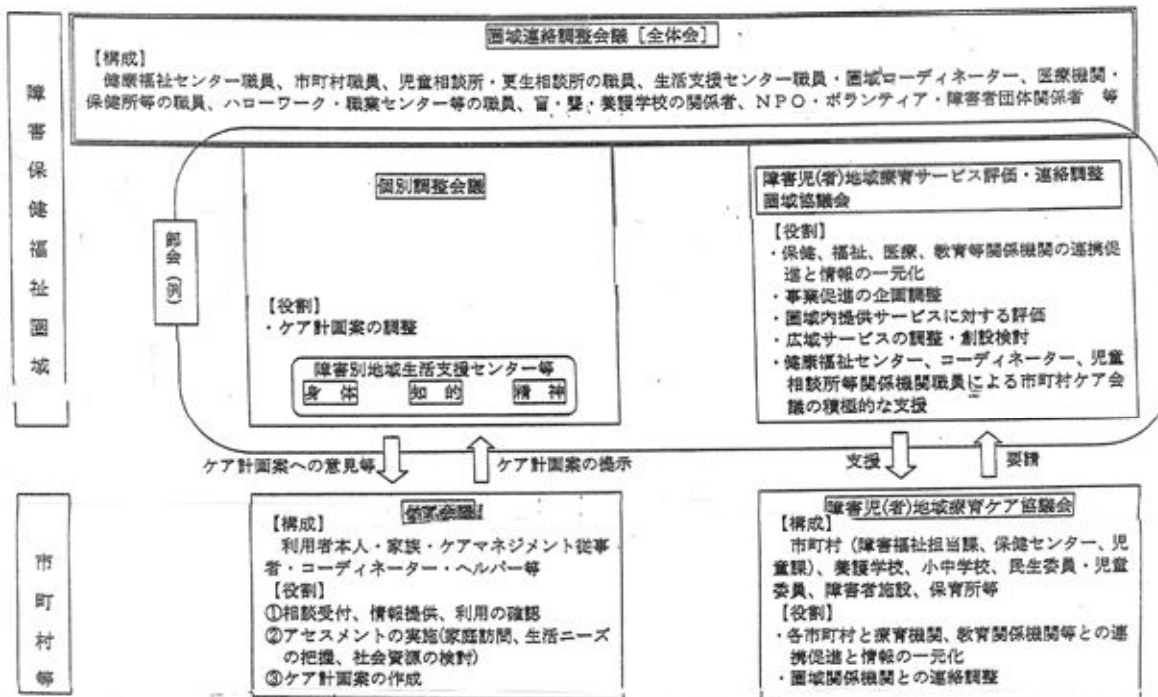 障害保健福祉圏域
圏域連絡調整会議［全体会］
【構成】
健康福祉センター職員、市町村職員、児童相談所・更生相談所の職員、生活支援センター職員・圏域コーディネーター、医療機関・
保健所等の職員、ハローワーク・職業センター等の職員、盲・聾・養護学校の関係者、ＮＰＯ・ボランティア・障害者団体関係者　等
部会（例）
個別調整会議
【役割】
・ケア計画案の調整
障害別地域生活支援センター等
身　体　知　的　精　神
障害児(者)地域療育サービス評価・連絡調整
圏域協議会
【役割】
・保健、福祉、医療、教育等関係機関の連携促
進と情報の一元化
・事業促進の企画調整
・圏域内提供サービスに対する評価
・広域サービスの調整・創設検討
・健康福祉センター、コーディネーター、児童
相談所等関係機関職員による市町村ケア会
議の積極的な支援
ケア計画案への意見等
ケア計画案の提示
支援
要請
市町村等
ケア会議
【構成】
利用者本人・家族・ケアマネジメント従事
者・コーディネーター・ヘルパー等
【役割】
①相談受付、情報提供、利用の確認
②アセスメントの実施(家庭訪問、生活ニーズ
の把握、社会資源の検討)
③ケア計画案の作成
障害児(者)地域療育ケア協議会
【構成】
市町村（障害福祉担当課、保健センター、児
童課）、養護学校、小中学校、民生委員・児童
委員、障害者施設、保育所等
【役割】
・各市町村と療育機関、教育関係機関等との連
携促進と情報の一元化
・圏域関係機関との連絡調整